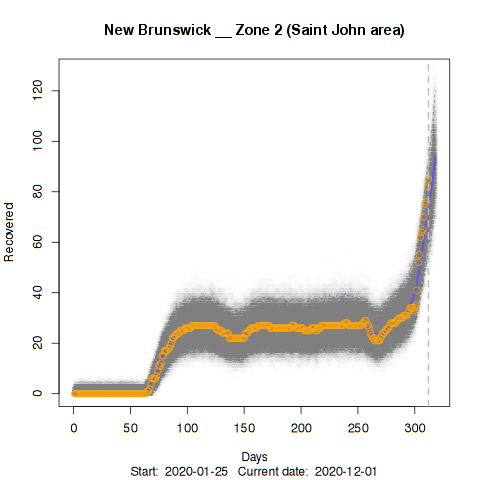 New Brunswick __ Zone 2 (Saint John area)
120
100
80
60
40
20
0
Recovered
0 50 100 150 200 250 300
Days
Start: 2020-01-25 Current date: 2020-12-01